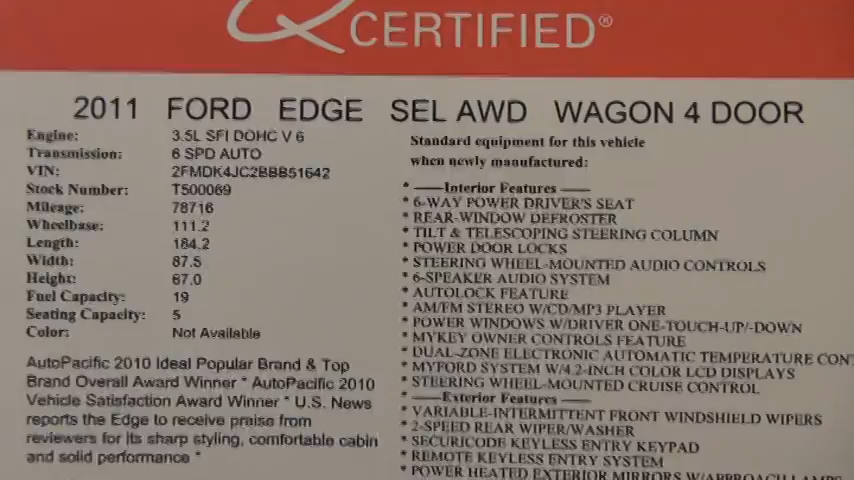 CERTIFIED®
2011 FORD EDGE SEL AWD WAGON 4 DOOR
Engine: 3.5L SFI DOHC V 6
Transmission: 6 SPD AUTO
VIN: 2FMDK4JC2BBB51642
Stock Number: T500069
Mileage: 78716
Wheelbase: 111.2
Length: 184.2
Width: 87.5
Height: 67.0
Fuel Capacity: 19
Seating Capacity: 5
Color: Not Available
AutoPacific 2010 Ideal Popular Brand & Top
Brand Overall Award Winner * AutoPacific 2010
Vehicle Satisfaction Award Winner * U.S. News
reports the Edge to receive praise from
reviewers for its sharp styling, comfortable cabin
and solid performance *
Standard equipment for this vehicle
when newly manufactured:
* ——Interior Features ——
* 6-WAY POWER DRIVER'S SEAT
* REAR-WINDOW DEFROSTER
* TILT & TELESCOPING STEERING COLUMN
* POWER DOOR LOCKS
* STEERING WHEEL-MOUNTED AUDIO CONTROLS
* 6-SPEAKER AUDIO SYSTEM
* AUTOLOCK FEATURE
* AM/FM STEREO W/CD/MP3 PLAYER
* POWER WINDOWS W/DRIVER ONE-TOUCH-UP/-DOWN
* MYKEY OWNER CONTROLS FEATURE
* DUAL-ZONE ELECTRONIC AUTOMATIC TEMPERATURE CON
* MYFORD SYSTEM W/4.2-INCH COLOR LCD DISPLAYS
* STEERING WHEEL-MOUNTED CRUISE CONTROL
* ——Exterior Features ——
* VARIABLE-INTERMITTENT FRONT WINDSHIELD WIPERS
* 2-SPEED REAR WIPER/WASHER
* SECURICODE KEYLESS ENTRY KEYPAD
* REMOTE KEYLESS ENTRY SYSTEM
* POWER HEATED EXTERIOR MIRRORS W/APPROACH LAMPS